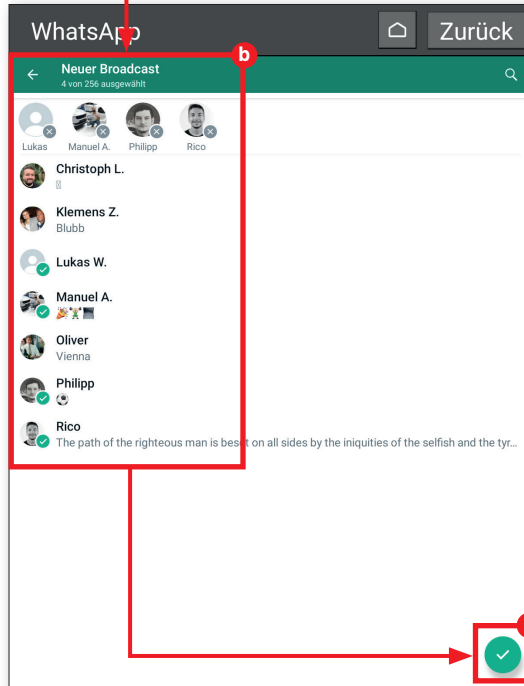 WhatsApp
Zurück
b
Neuer Broadcast
4 von 256 ausgewählt
Lukas
Manuel A.
Philipp
Rico
Christoph L.
Klemens Z.
Blubb
Lukas W.
Manuel A.
🎉🏋🎬
Oliver
Vienna
Philipp
⚽
Rico
The path of the righteous man is beset on all sides by the iniquities of the selfish and the tyr...